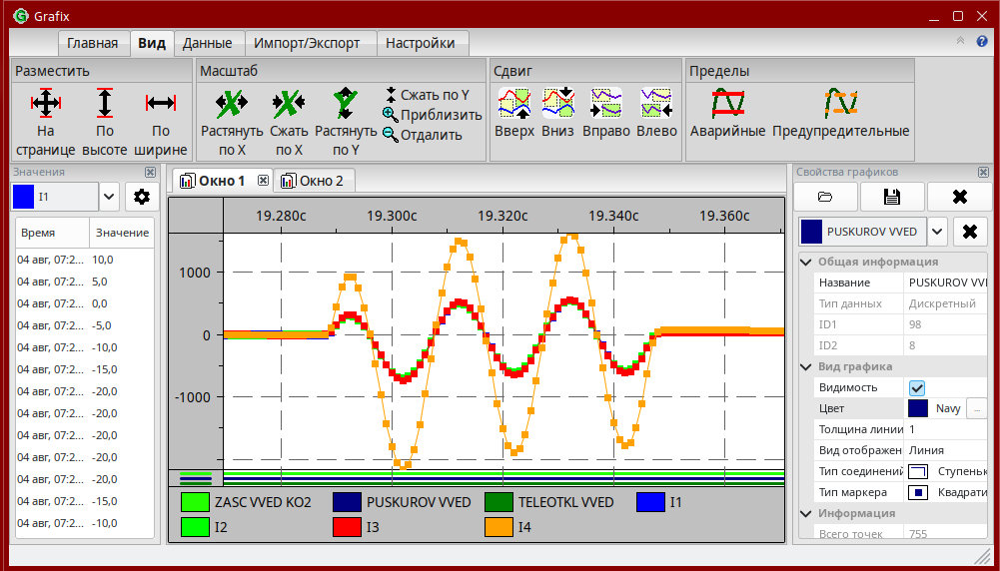 Grafix
Главная Вид Данные Импорт/Экспорт Настройки
Разместить Масштаб Сдвиг Пределы
На странице По высоте По ширине
Растянуть по X Сжать по X Растянуть по Y
Сжать по Y
Приблизить
Отдалить
Вверх Вниз Вправо Влево
Аварийные Предупредительные
Значения
I1
Время Значение
04 авг, 07:2... 10,0
04 авг, 07:2... 5,0
04 авг, 07:2... 0,0
04 авг, 07:2... -5,0
04 авг, 07:2... -10,0
04 авг, 07:2... -15,0
04 авг, 07:2... -20,0
04 авг, 07:2... -20,0
04 авг, 07:2... -20,0
04 авг, 07:2... -20,0
04 авг, 07:2... -20,0
04 авг, 07:2... -15,0
04 авг, 07:2... -10,0
Окно 1 Окно 2
19.280с 19.300с 19.320с 19.340с 19.360с
1000
0
-1000
ZASC VVED KO2 PUSKUROV VVED TELEOTKL VVED I1
I2 I3 I4
Свойства графиков
PUSKUROV VVED
Общая информация
Название PUSKUROV VVI
Тип данных Дискретный
ID1 98
ID2 8
Вид графика
Видимость
Цвет Navy ...
Толщина линии 1
Вид отображен Линия
Тип соединений Ступеньк
Тип маркера Квадрати
Информация
Всего точек 755